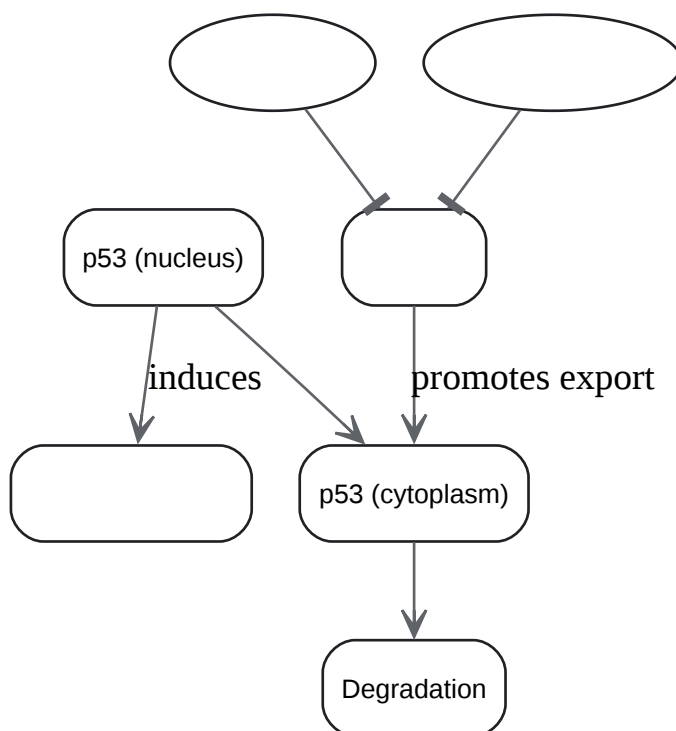 p53 (nucleus)
induces
promotes export
p53 (cytoplasm)
Degradation